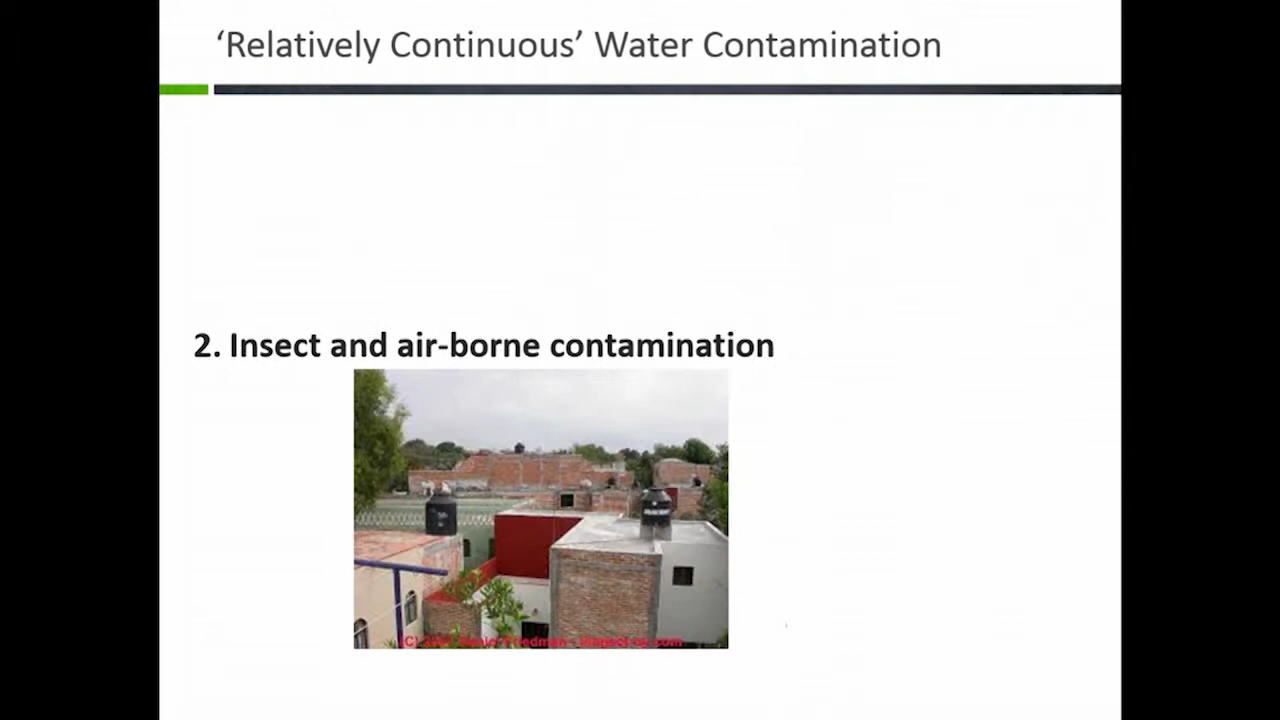 ‘Relatively Continuous’ Water Contamination
2. Insect and air-borne contamination
(C)